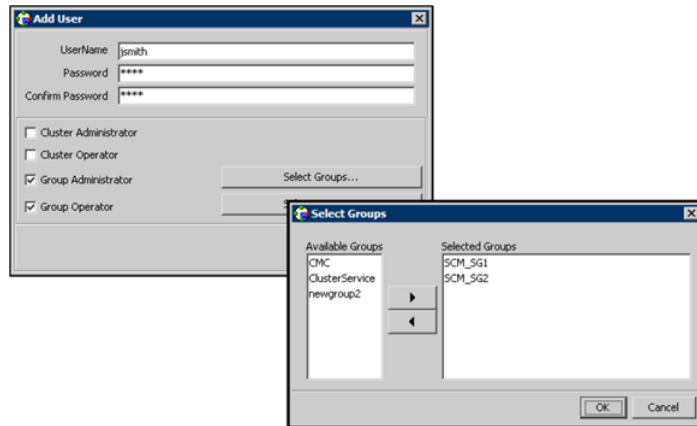 Add User
UserName
jsmith
Password
****
Confirm Password
****
Cluster Administrator
Cluster Operator
Group Administrator
Select Groups...
Group Operator
Select Groups
Available Groups
Selected Groups
CMC
SCM_SG1
ClusterService
SCM_SG2
newgroup2
OK
Cancel